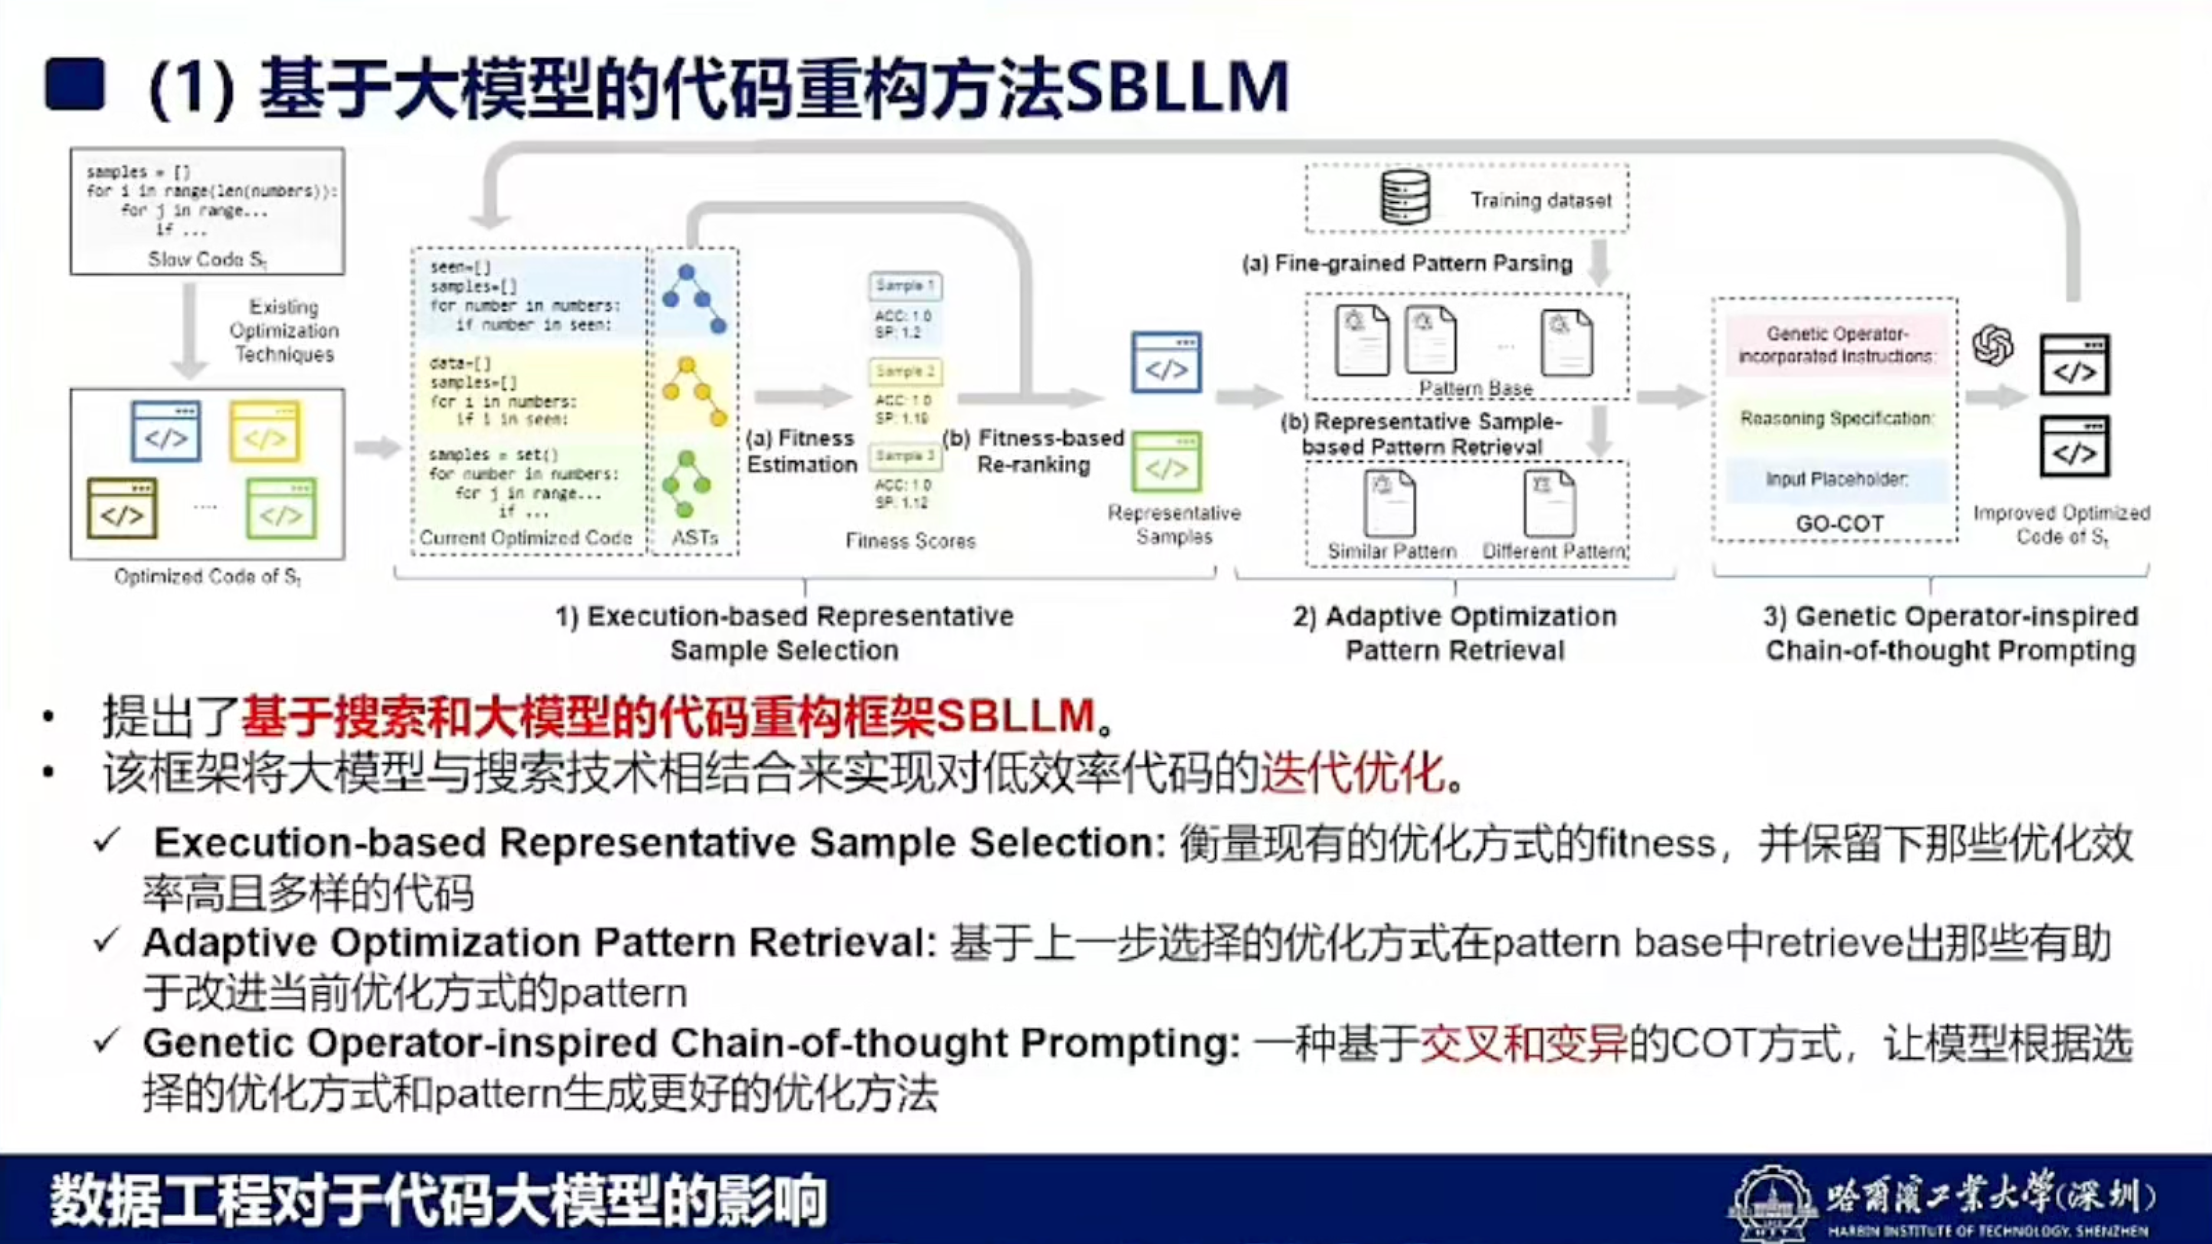 (1) 基于大模型的代码重构方法SBLLM
samples = []
for i in range(len(numbers)):
for j in range...
if ...
Slow Code S_t
Existing
Optimization
Techniques
</>
</>
</>
....
</>
Optimized Code of S_t
seen=[]
samples=[]
for number in numbers:
if number in seen:
data=[]
samples=[]
for i in numbers:
if i in seen:
samples = set()
for number in numbers:
for j in range...
if ...
Current Optimized Code
ASTs
(a) Fitness
Estimation
Sample 1
ACC: 1.0
SP: 1.2
Sample 2
ACC: 1.0
SP: 1.18
Sample 3
ACC: 1.0
SP: 1.12
Fitness Scores
(b) Fitness-based
Re-ranking
</>
</>
Representative
Samples
Training dataset
(a) Fine-grained Pattern Parsing
...
Pattern Base
(b) Representative Sample-
based Pattern Retrieval
Similar Pattern
Different Pattern
Genetic Operator-
incorporated Instructions:
Reasoning Specification:
Input Placeholder:
GO-COT
</>
</>
Improved Optimized
Code of S_t
1) Execution-based Representative
Sample Selection
2) Adaptive Optimization
Pattern Retrieval
3) Genetic Operator-inspired
Chain-of-thought Prompting
• 提出了基于搜索和大模型的代码重构框架SBLLM。
• 该框架将大模型与搜索技术相结合来实现对低效率代码的迭代优化。
✓ Execution-based Representative Sample Selection: 衡量现有的优化方式的fitness，并保留下那些优化效
率高且多样的代码
✓ Adaptive Optimization Pattern Retrieval: 基于上一步选择的优化方式在pattern base中retrieve出那些有助
于改进当前优化方式的pattern
✓ Genetic Operator-inspired Chain-of-thought Prompting: 一种基于交叉和变异的COT方式，让模型根据选
择的优化方式和pattern生成更好的优化方法
数据工程对于代码大模型的影响
哈爾濱工業大學(深圳)
HARBIN INSTITUTE OF TECHNOLOGY, SHENZHEN